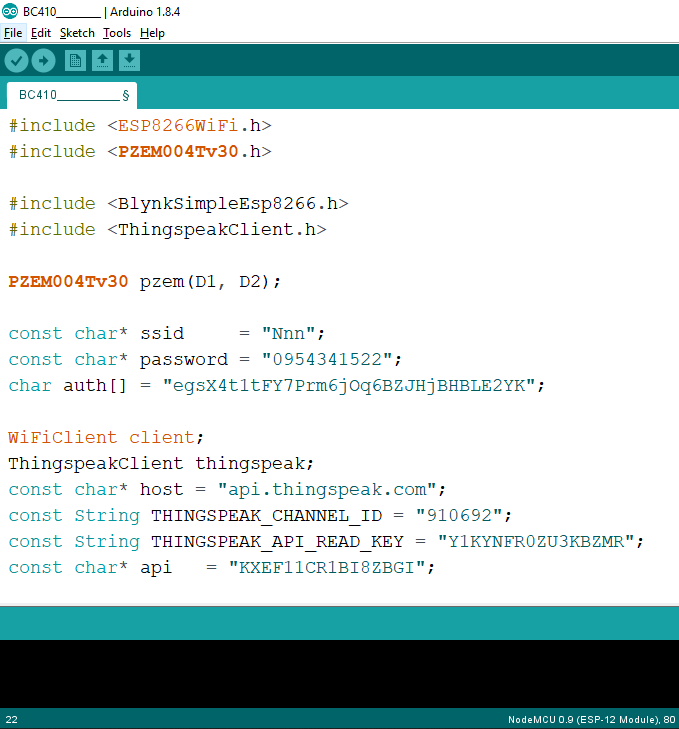 BC410________ | Arduino 1.8.4
File Edit Sketch Tools Help
BC410__________ §
#include <ESP8266WiFi.h>
#include <PZEM004Tv30.h>
#include <BlynkSimpleEsp8266.h>
#include <ThingspeakClient.h>
PZEM004Tv30 pzem(D1, D2);
const char* ssid     = "Nnn";
const char* password = "0954341522";
char auth[] = "egsX4t1tFY7Prm6jOq6BZJHjBHBLE2YK";
WiFiClient client;
ThingspeakClient thingspeak;
const char* host = "api.thingspeak.com";
const String THINGSPEAK_CHANNEL_ID = "910692";
const String THINGSPEAK_API_READ_KEY = "Y1KYNFR0ZU3KBZMR";
const char* api   = "KXEF11CR1BI8ZBGI";
22
NodeMCU 0.9 (ESP-12 Module), 80